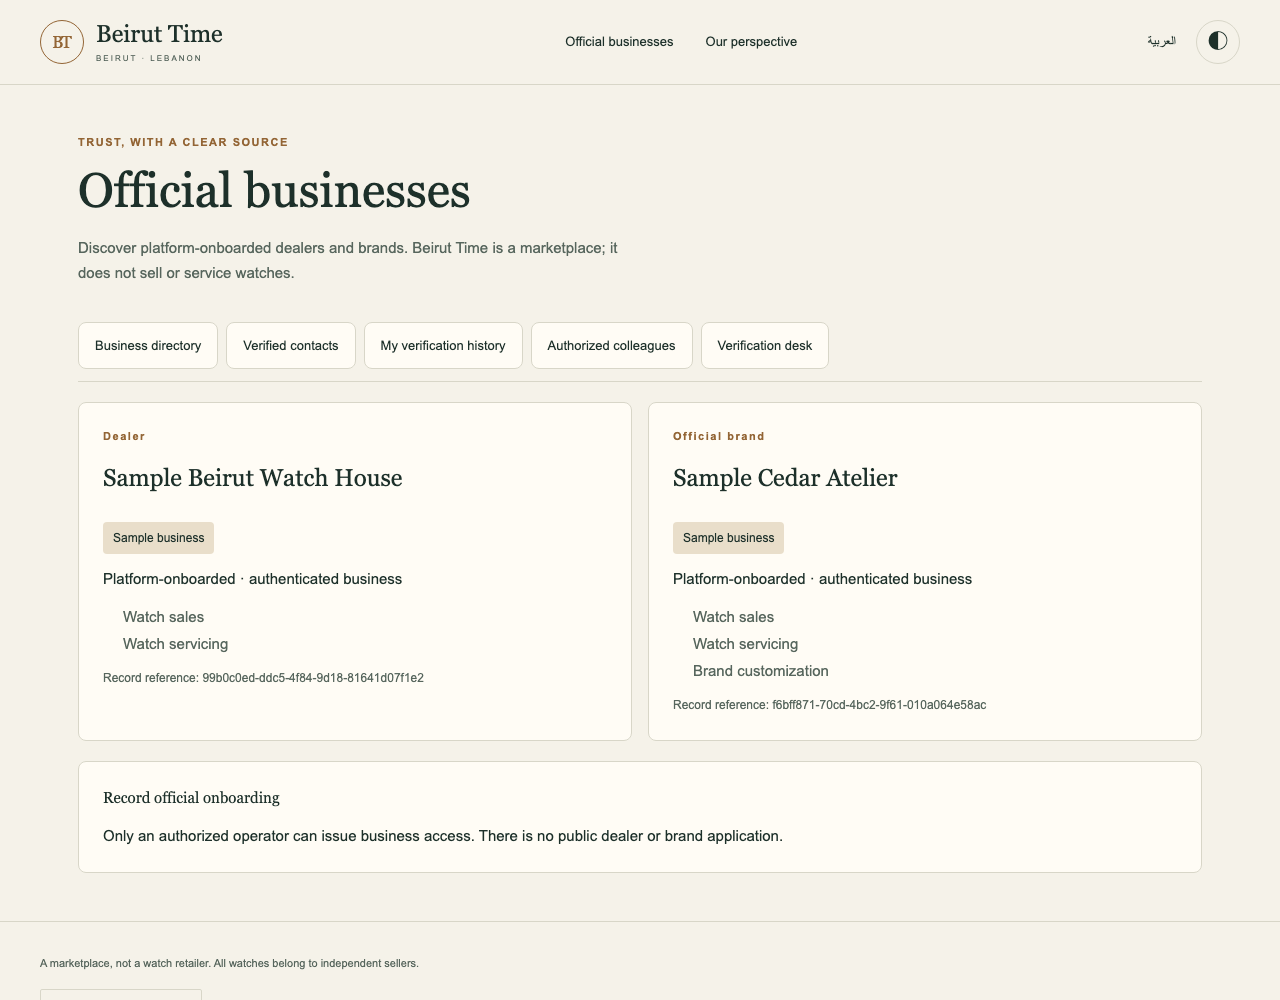 BT
Beirut Time
BEIRUT · LEBANON
Official businesses
Our perspective
العربية
TRUST, WITH A CLEAR SOURCE
Official businesses
Discover platform-onboarded dealers and brands. Beirut Time is a marketplace; it
does not sell or service watches.
Business directory
Verified contacts
My verification history
Authorized colleagues
Verification desk
Dealer
Sample Beirut Watch House
Sample business
Platform-onboarded · authenticated business
Watch sales
Watch servicing
Record reference: 99b0c0ed-ddc5-4f84-9d18-81641d07f1e2
Official brand
Sample Cedar Atelier
Sample business
Platform-onboarded · authenticated business
Watch sales
Watch servicing
Brand customization
Record reference: f6bff871-70cd-4bc2-9f61-010a064e58ac
Record official onboarding
Only an authorized operator can issue business access. There is no public dealer or brand application.
A marketplace, not a watch retailer. All watches belong to independent sellers.